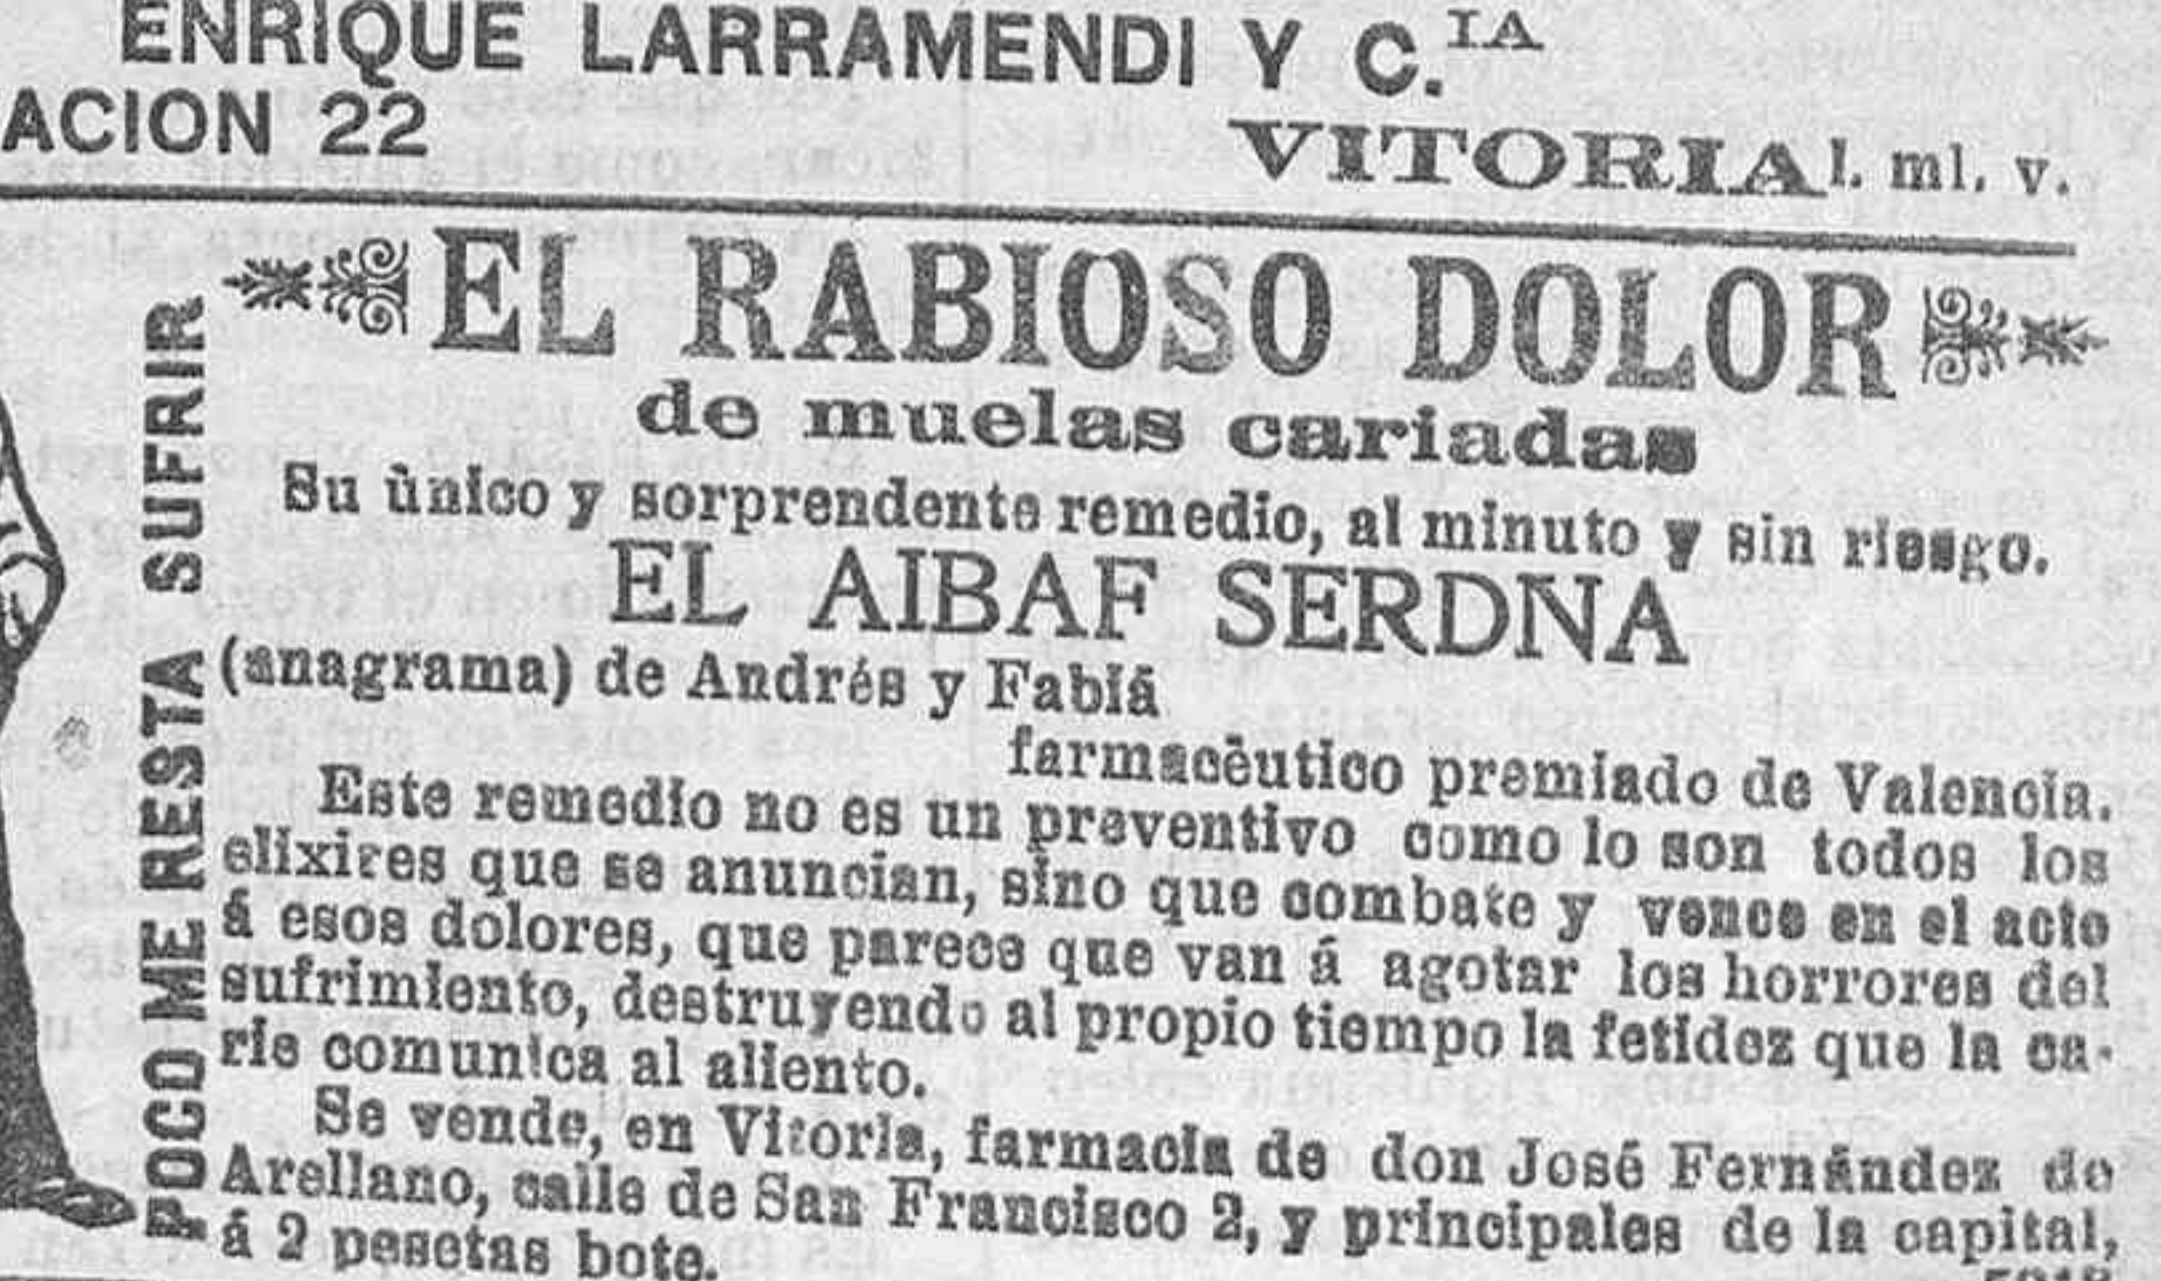 ENRIQUE LARRAMENDI Y C.IA
ACION 22
VITORIA l. ml. v.
EL RABIOSO DOLOR
de muelas cariadas
Su ùnico y sorprendente remedio, al minuto y sin riesgo.
EL AIBAF SERDNA
(anagrama) de Andrés y Fabiá
farmacèutico premiado de Valencia.
Este remedio no es un preventivo como lo son todos los
elixires que se anuncian, sino que combate y vence en el acto
á esos dolores, que parece que van á agotar los horrores del
sufrimiento, destruyendo al propio tiempo la fetidez que la ca-
rie comunica al aliento.
Se vende, en Vitoria, farmacia de don José Fernández de
Arellano, calle de San Francisco 2, y principales de la capital,
á 2 pesetas bote.
POCO ME RESTA SUFRIR